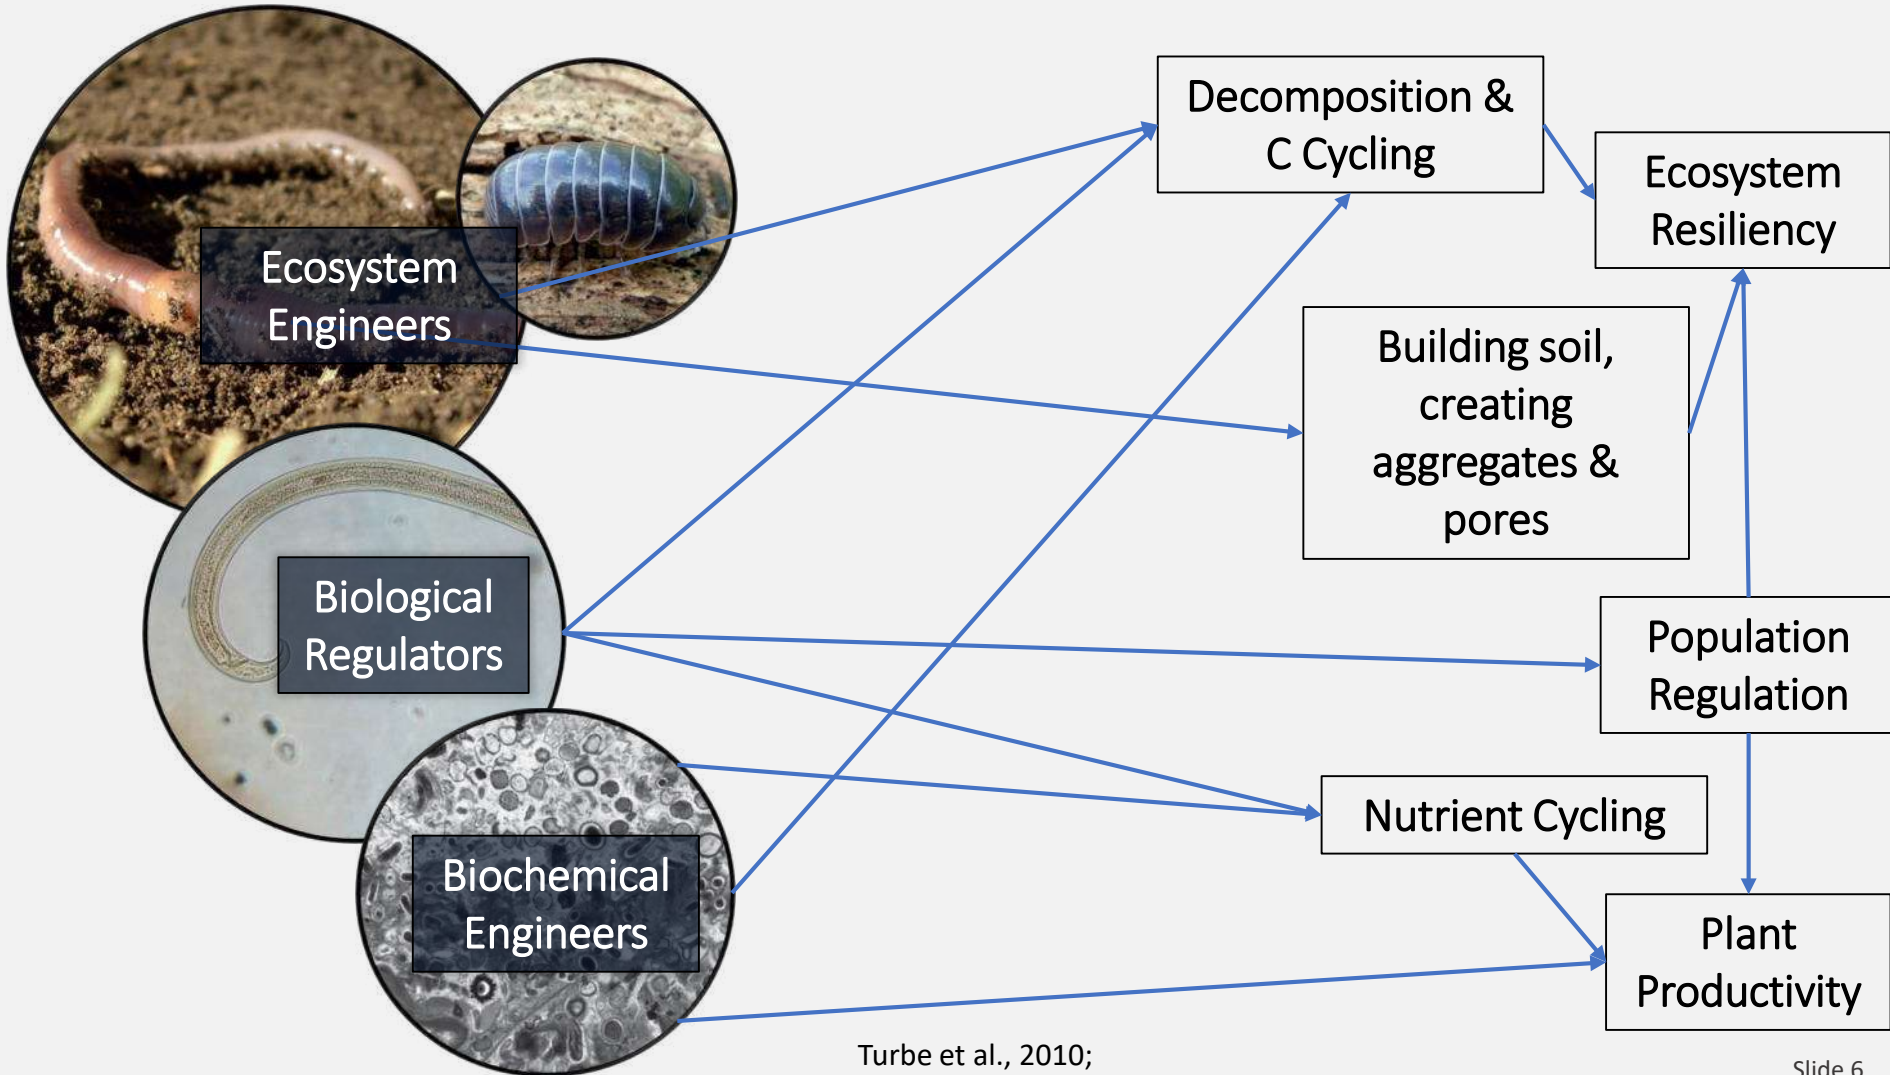 Ecosystem
Engineers
Biological
Regulators
Biochemical
Engineers
Decomposition &
C Cycling
Ecosystem
Resiliency
Building soil,
creating
aggregates &
pores
Population
Regulation
Nutrient Cycling
Plant
Productivity
Turbe et al., 2010;
Slide 6